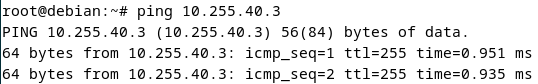 root@debian:~# ping 10.255.40.3
PING 10.255.40.3 (10.255.40.3) 56(84) bytes of data.
64 bytes from 10.255.40.3: icmp_seq=1 ttl=255 time=0.951 ms
64 bytes from 10.255.40.3: icmp_seq=2 ttl=255 time=0.935 ms